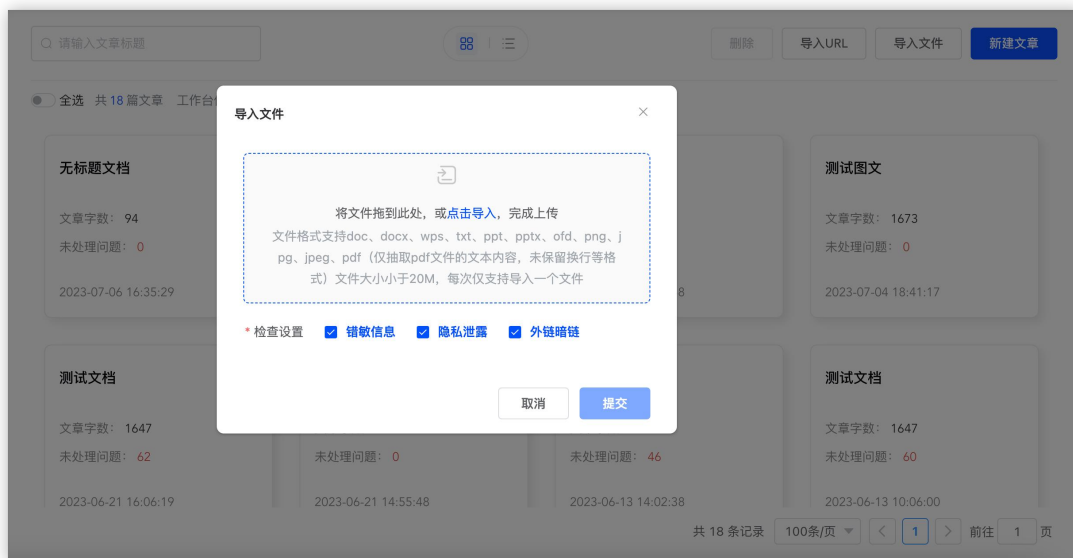 请输入文章标题
删除
导入URL
导入文件
新建文章
全选 共 18 篇文章 工作台
导入文件
将文件拖到此处，或点击导入，完成上传
文件格式支持doc、docx、wps、txt、ppt、pptx、ofd、png、j
pg、jpeg、pdf（仅抽取pdf文件的文本内容，未保留换行等格
式）文件大小小于20M，每次仅支持导入一个文件
* 检查设置 错敏信息 隐私泄露 外链暗链
取消 提交
无标题文档
文章字数： 94
未处理问题： 0
2023-07-06 16:35:29
8
测试图文
文章字数： 1673
未处理问题： 0
2023-07-04 18:41:17
测试文档
文章字数： 1647
未处理问题： 62
2023-06-21 16:06:19
未处理问题： 0
2023-06-21 14:55:48
未处理问题： 46
2023-06-13 14:02:38
测试文档
文章字数： 1647
未处理问题： 60
2023-06-13 10:06:00
共 18 条记录 100条/页 1 前往 1 页